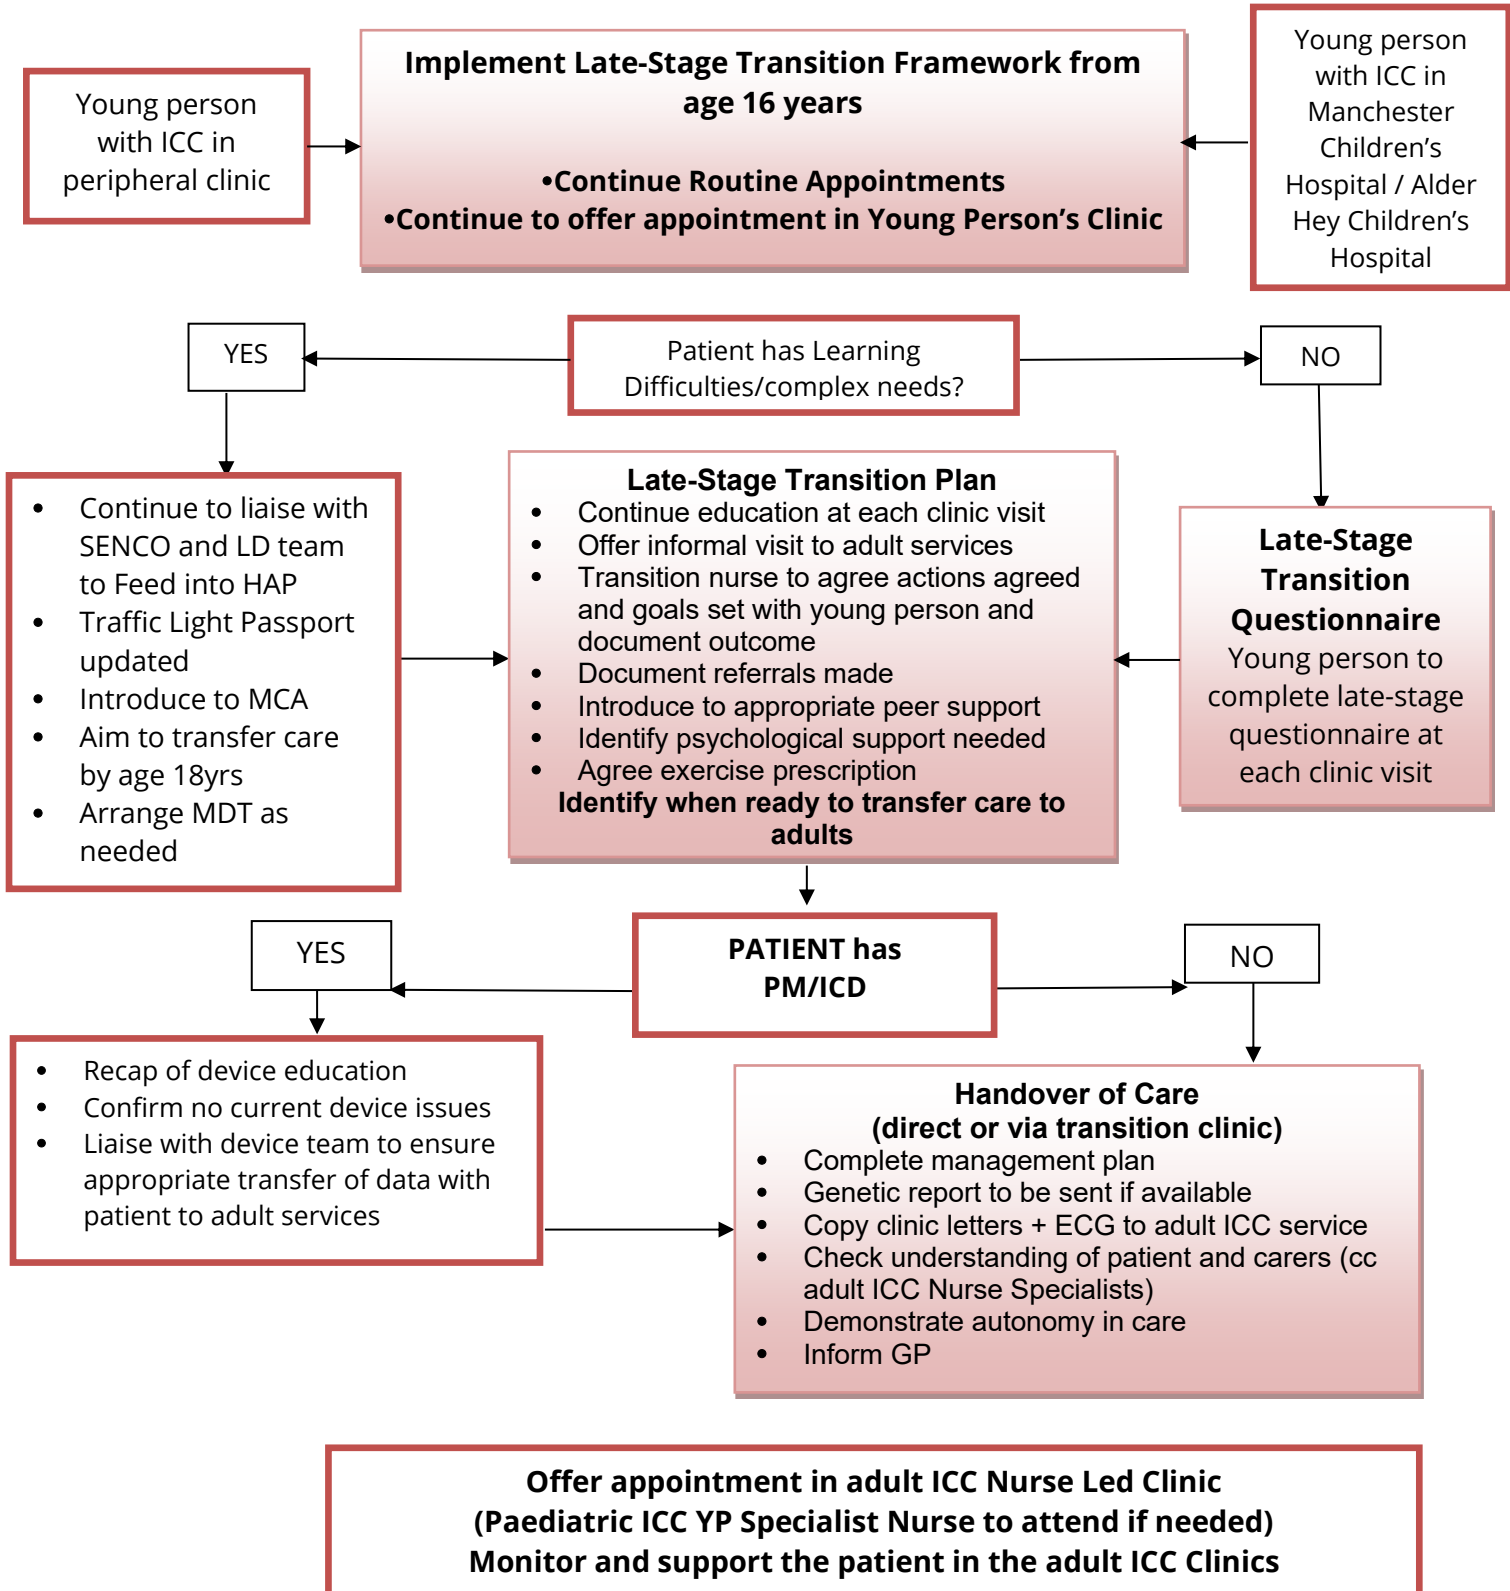 Young person
with ICC in
peripheral clinic
Implement Late-Stage Transition Framework from
age 16 years
•Continue Routine Appointments
•Continue to offer appointment in Young Person’s Clinic
Young person
with ICC in
Manchester
Children’s
Hospital / Alder
Hey Children’s
Hospital
YES
Patient has Learning
Difficulties/complex needs?
NO
• Continue to liaise with
SENCO and LD team
to Feed into HAP
• Traffic Light Passport
updated
• Introduce to MCA
• Aim to transfer care
by age 18yrs
• Arrange MDT as
needed
Late-Stage Transition Plan
• Continue education at each clinic visit
• Offer informal visit to adult services
• Transition nurse to agree actions agreed
and goals set with young person and
document outcome
• Document referrals made
• Introduce to appropriate peer support
• Identify psychological support needed
• Agree exercise prescription
Identify when ready to transfer care to
adults
Late-Stage
Transition
Questionnaire
Young person to
complete late-stage
questionnaire at
each clinic visit
YES
PATIENT has
PM/ICD
NO
• Recap of device education
• Confirm no current device issues
• Liaise with device team to ensure
appropriate transfer of data with
patient to adult services
Handover of Care
(direct or via transition clinic)
• Complete management plan
• Genetic report to be sent if available
• Copy clinic letters + ECG to adult ICC service
• Check understanding of patient and carers (cc
adult ICC Nurse Specialists)
• Demonstrate autonomy in care
• Inform GP
Offer appointment in adult ICC Nurse Led Clinic
(Paediatric ICC YP Specialist Nurse to attend if needed)
Monitor and support the patient in the adult ICC Clinics